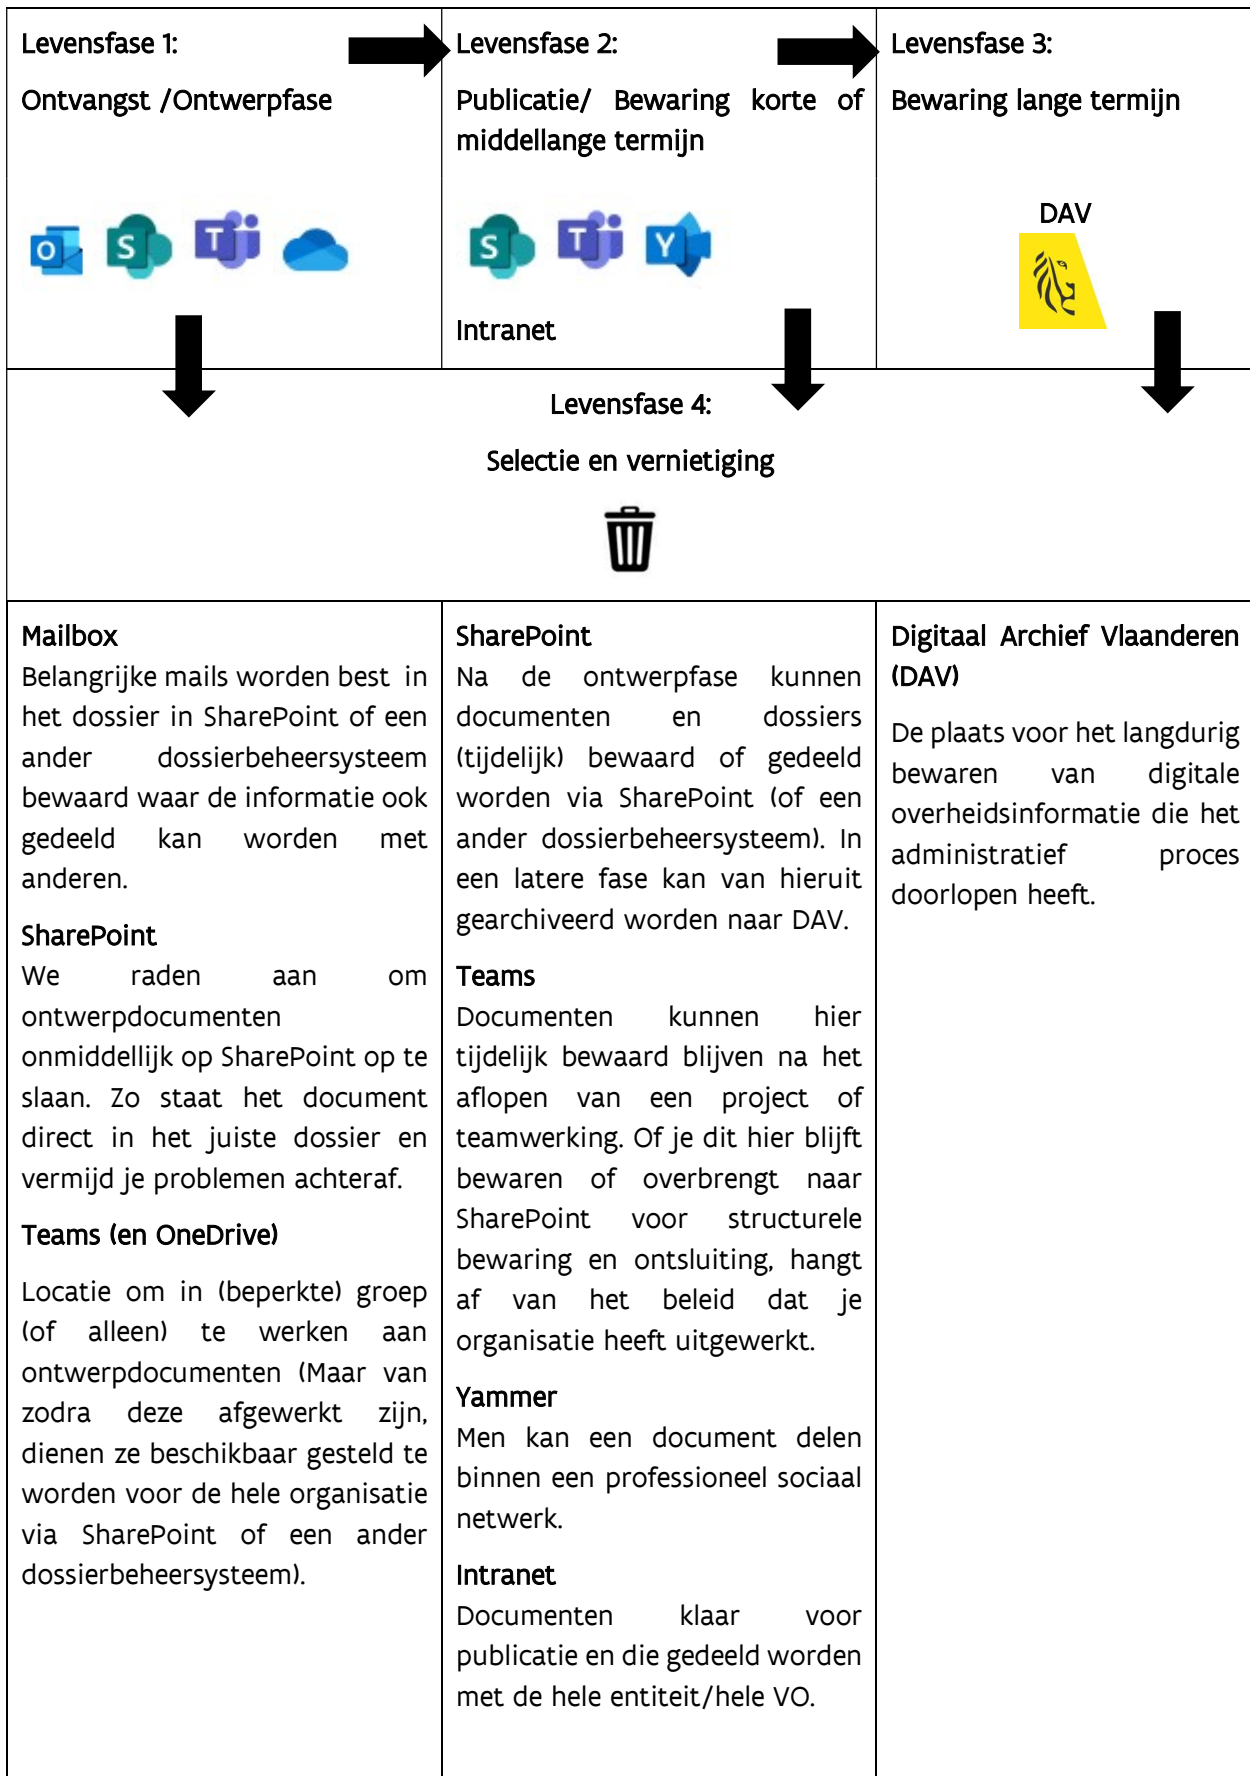 Levensfase 1:
Ontvangst /Ontwerpfase
Levensfase 2:
Publicatie/ Bewaring korte of
middellange termijn
Levensfase 3:
Bewaring lange termijn
O
S
T
S
T
Y
Intranet
DAV
Levensfase 4:
Selectie en vernietiging
Mailbox
Belangrijke mails worden best in
het dossier in SharePoint of een
ander dossierbeheersysteem
bewaard waar de informatie ook
gedeeld kan worden met
anderen.
SharePoint
We raden aan om
ontwerpdocumenten
onmiddellijk op SharePoint op te
slaan. Zo staat het document
direct in het juiste dossier en
vermijd je problemen achteraf.
Teams (en OneDrive)
Locatie om in (beperkte) groep
(of alleen) te werken aan
ontwerpdocumenten (Maar van
zodra deze afgewerkt zijn,
dienen ze beschikbaar gesteld te
worden voor de hele organisatie
via SharePoint of een ander
dossierbeheersysteem).
SharePoint
Na de ontwerpfase kunnen
documenten en dossiers
(tijdelijk) bewaard of gedeeld
worden via SharePoint (of een
ander dossierbeheersysteem). In
een latere fase kan van hieruit
gearchiveerd worden naar DAV.
Teams
Documenten kunnen hier
tijdelijk bewaard blijven na het
aflopen van een project of
teamwerking. Of je dit hier blijft
bewaren of overbrengt naar
SharePoint voor structurele
bewaring en ontsluiting, hangt
af van het beleid dat je
organisatie heeft uitgewerkt.
Yammer
Men kan een document delen
binnen een professioneel sociaal
netwerk.
Intranet
Documenten klaar voor
publicatie en die gedeeld worden
met de hele entiteit/hele VO.
Digitaal Archief Vlaanderen
(DAV)
De plaats voor het langdurig
bewaren van digitale
overheidsinformatie die het
administratief proces
doorlopen heeft.